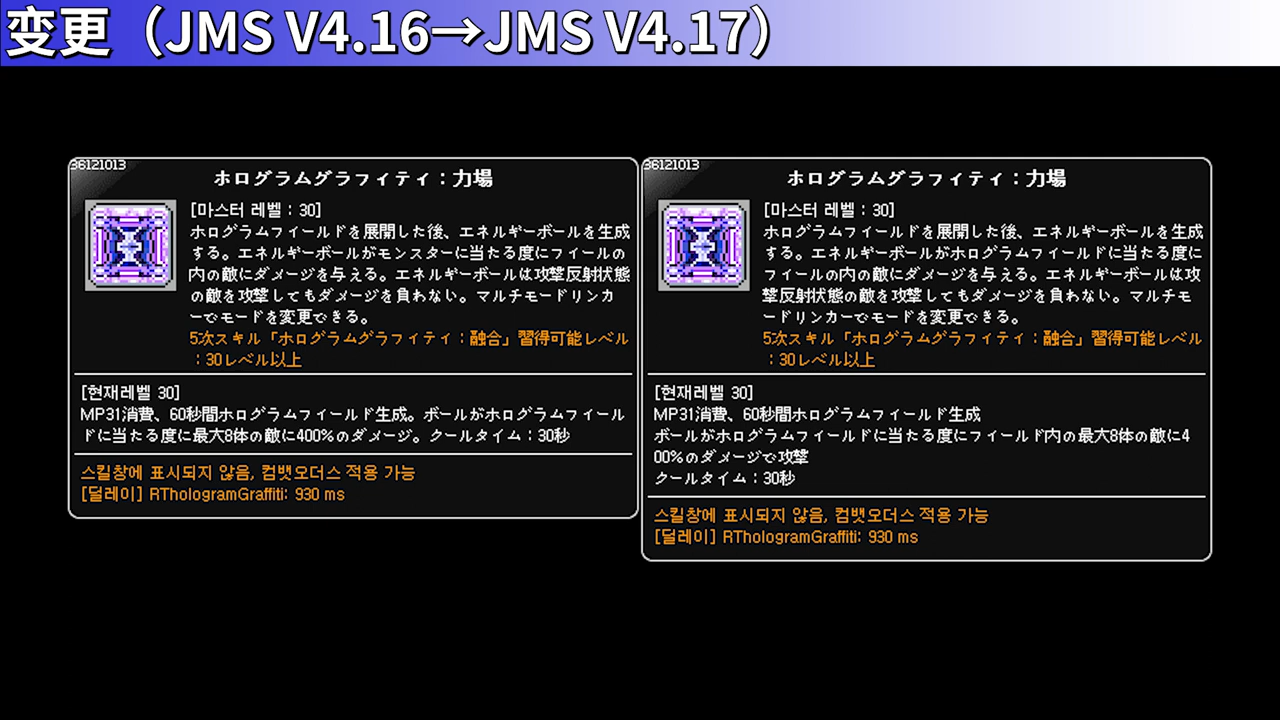 変更（JMS V4.16→JMS V4.17）
36121013
ホログラムグラフィティ：力場
[마스터 레벨 : 30]
ホログラムフィールドを展開した後、エネルギーボールを生成
する。エネルギーボールがモンスターに当たる度にフィールの
内の敵にダメージを与える。エネルギーボールは攻撃反射状態
の敵を攻撃してもダメージを負わない。マルチモードリンカ
ーでモードを変更できる。
5次スキル「ホログラムグラフィティ：融合」習得可能レベル
：30レベル以上
[현재레벨 30]
MP31消費、60秒間ホログラムフィールド生成。ボールがホログラムフィール
ドに当たる度に最大8体の敵に400%のダメージ。クールタイム：30秒
스킬창에 표시되지 않음, 컴뱃오더스 적용 가능
[딜레이] RThologramGraffiti: 930 ms
36121013
ホログラムグラフィティ：力場
[마스터 레벨 : 30]
ホログラムフィールドを展開した後、エネルギーボールを生成
する。エネルギーボールがホログラムフィールドに当たる度に
フィールの内の敵にダメージを与える。エネルギーボールは攻
撃反射状態の敵を攻撃してもダメージを負わない。マルチモ
ードリンカーでモードを変更できる。
5次スキル「ホログラムグラフィティ：融合」習得可能レベル
：30レベル以上
[현재레벨 30]
MP31消費、60秒間ホログラムフィールド生成
ボールがホログラムフィールドに当たる度にフィールド内の最大8体の敵に4
00%のダメージで攻撃
クールタイム：30秒
스킬창에 표시되지 않음, 컴뱃오더스 적용 가능
[딜레이] RThologramGraffiti: 930 ms